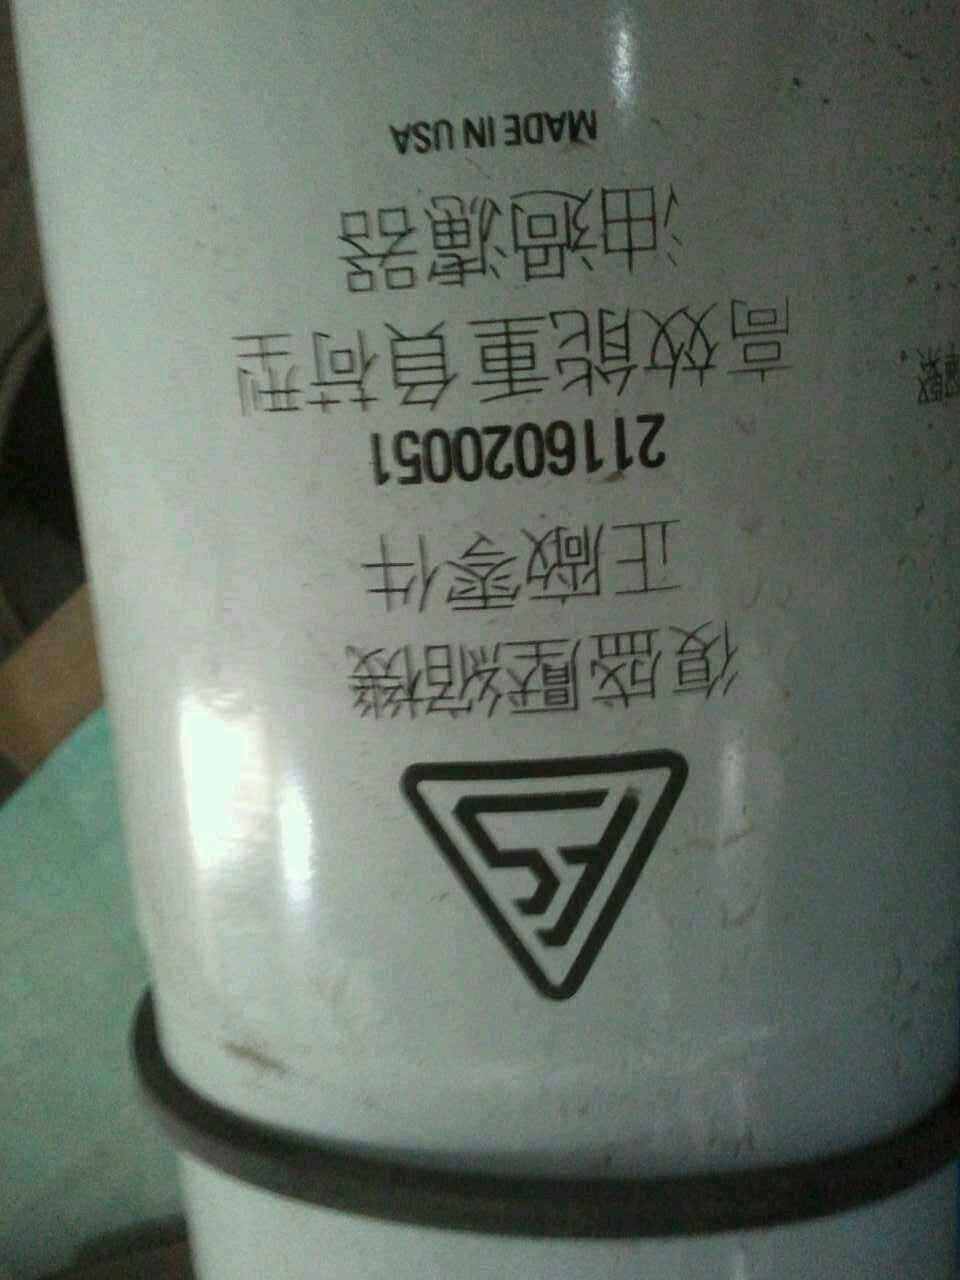 復盛壓縮機
正廠零件
2116020051
高效能重負荷型
油過濾器
MADE IN USA